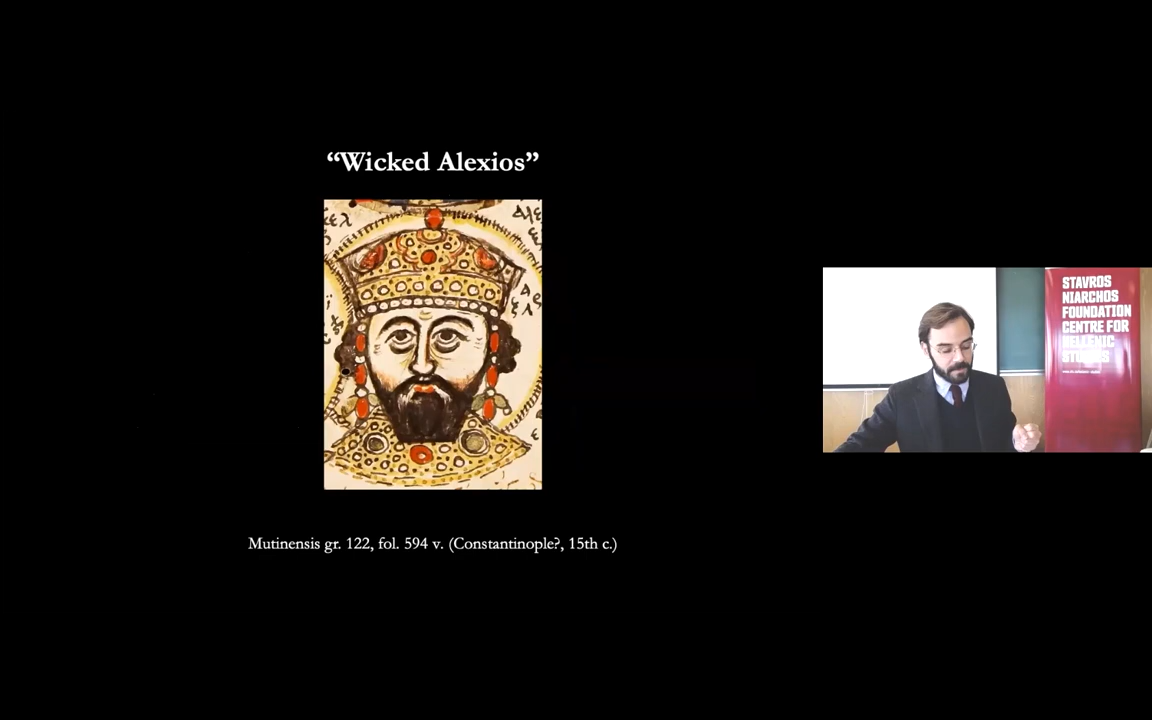 “Wicked Alexios”
Mutinensis gr. 122, fol. 594 v. (Constantinople?, 15th c.)
STAVROS
NIARCHOS
FOUNDATION
CENTRE FOR
HELLENIC
STUDIES